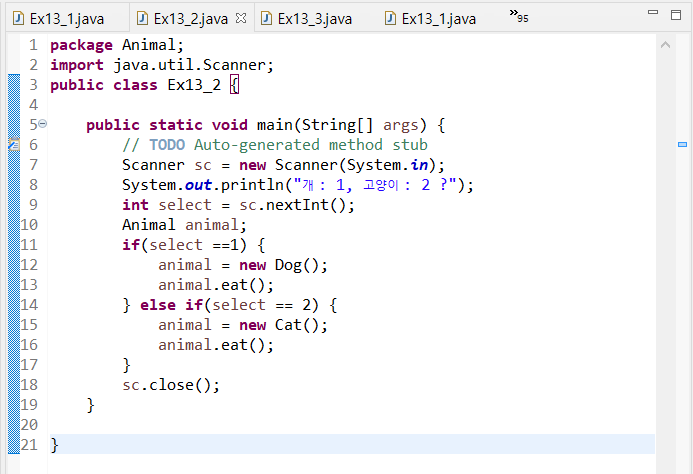 Ex13_1.java Ex13_2.java Ex13_3.java Ex13_1.java »95
1 package Animal;
2 import java.util.Scanner;
3 public class Ex13_2 {
4
5 public static void main(String[] args) {
6 // TODO Auto-generated method stub
7 Scanner sc = new Scanner(System.in);
8 System.out.println("개 : 1, 고양이 : 2 ?");
9 int select = sc.nextInt();
10 Animal animal;
11 if(select ==1) {
12 animal = new Dog();
13 animal.eat();
14 } else if(select == 2) {
15 animal = new Cat();
16 animal.eat();
17 }
18 sc.close();
19 }
20
21 }